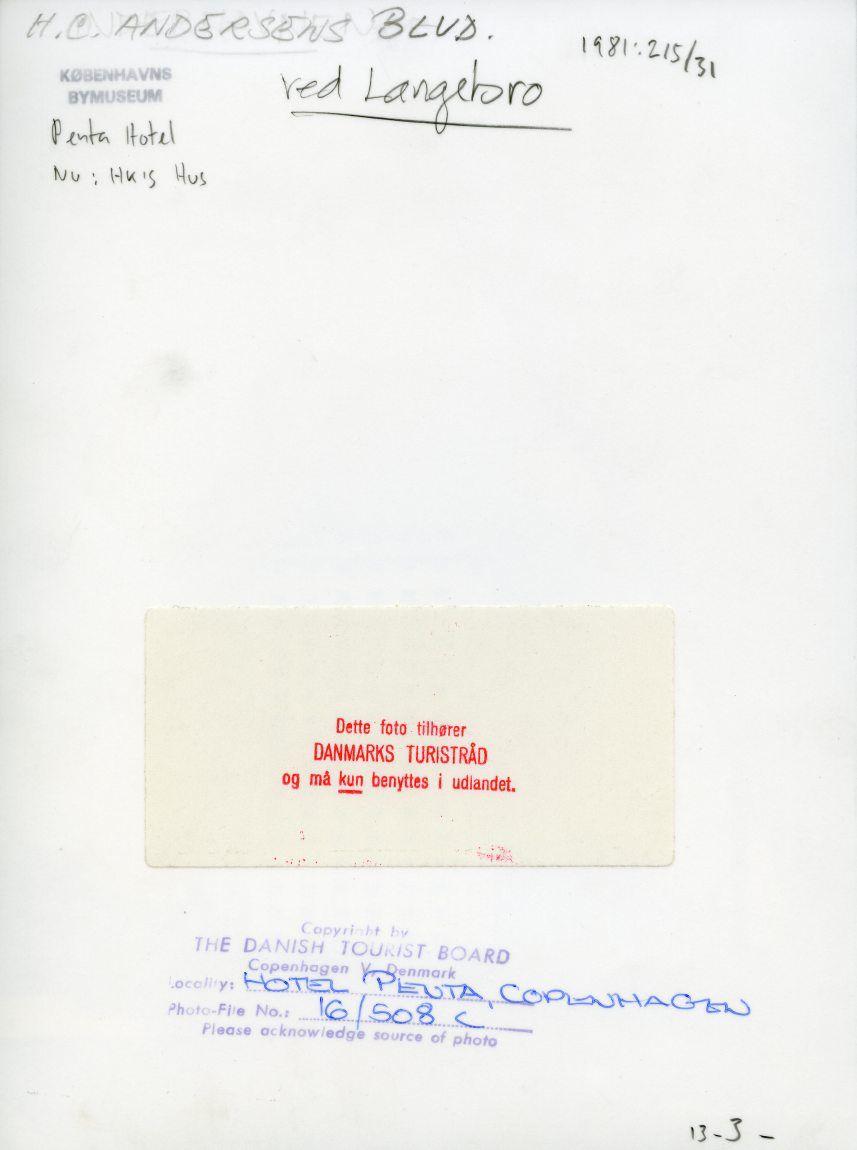 H.C. ANDERSENS BLVD.
1981:215/31
KØBENHAVNS
BYMUSEUM
ved Langebro
Penta Hotel
Nu: HK's Hus
Dette foto tilhører
DANMARKS TURISTRÅD
og må kun benyttes i udlandet.
Copyright by
THE DANISH TOURIST BOARD
Copenhagen V, Denmark
Locality: HOTEL PENTA, COPENHAGEN
Photo-File No.: 16/508 C
Please acknowledge source of photo
13-3-